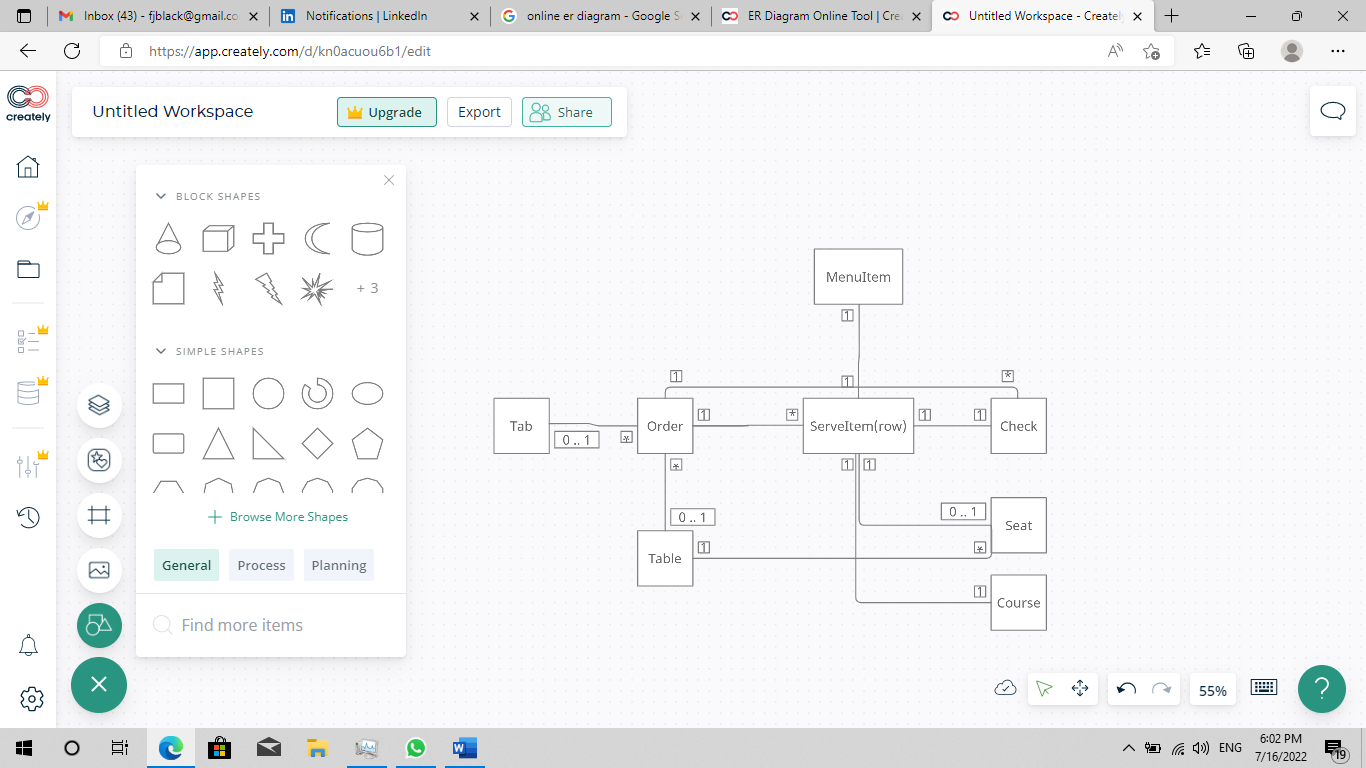 Inbox (43) - fjblack@gmail.co
Notifications | LinkedIn
online er diagram - Google S
ER Diagram Online Tool | Crea
Untitled Workspace - Creately
https://app.creately.com/d/kn0acuou6b1/edit
creately
Untitled Workspace
Upgrade
Export
Share
BLOCK SHAPES
+ 3
SIMPLE SHAPES
Browse More Shapes
General
Process
Planning
Find more items
MenuItem
1
1
1
*
Tab
0 .. 1
*
Order
1
*
ServeItem(row)
1
1
Check
*
1
1
0 .. 1
0 .. 1
Seat
Table
1
*
1
Course
55%
?
ENG
6:02 PM
7/16/2022
19